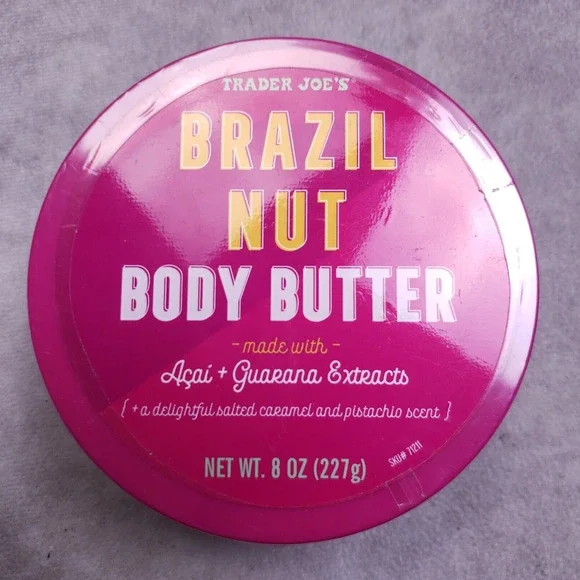 TRADER JOE'S
BRAZIL
NUT
BODY BUTTER
- made with -
Açaí + Guarana Extracts
{ + a delightful salted caramel and pistachio scent }
NET WT. 8 OZ (227g)
SKU# 71211